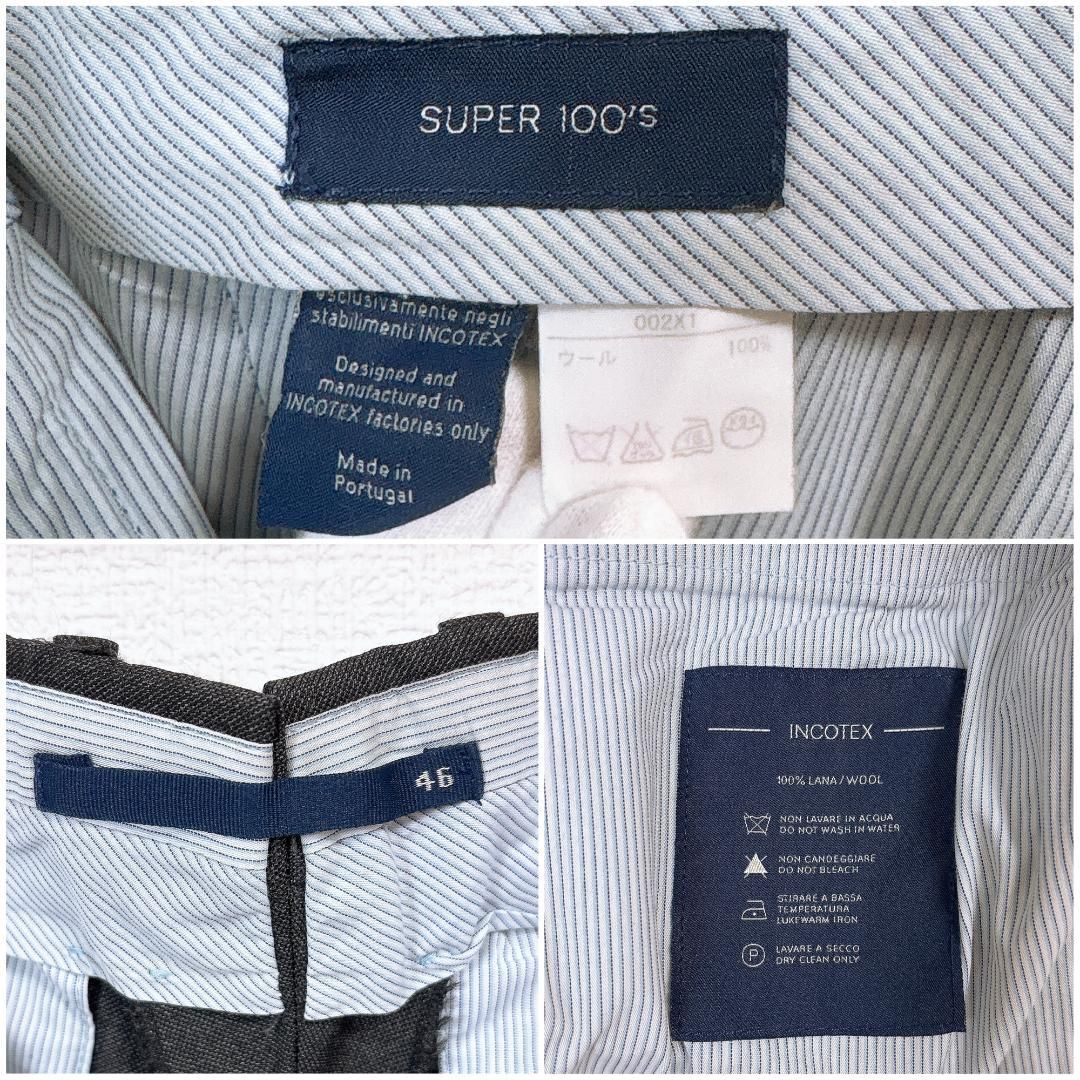 SUPER 100's
esclusivamente negli
stabilimenti INCOTEX
Designed and
manufactured in
INCOTEX factories only
Made in
Portugal
002X1
ウール 100%
46
INCOTEX
100% LANA / WOOL
NON LAVARE IN ACQUA
DO NOT WASH IN WATER
NON CANDEGGIARE
DO NOT BLEACH
STIRARE A BASSA
TEMPERATURA
LUKEWARM IRON
P
LAVARE A SECCO
DRY CLEAN ONLY